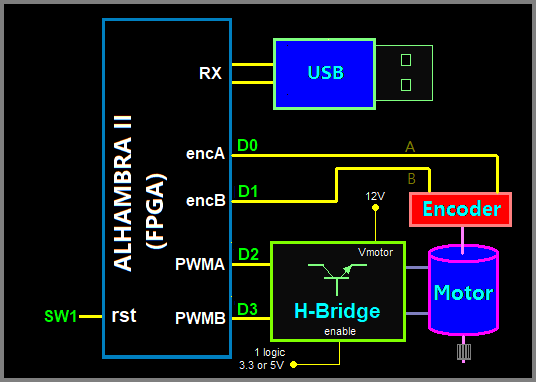 RX
USB
ALHAMBRA II
(FPGA)
encA
D0
A
encB
D1
B
Encoder
12V
Vmotor
PWMA
D2
H-Bridge
Motor
enable
SW1
rst
PWMB
D3
1 logic
3.3 or 5V